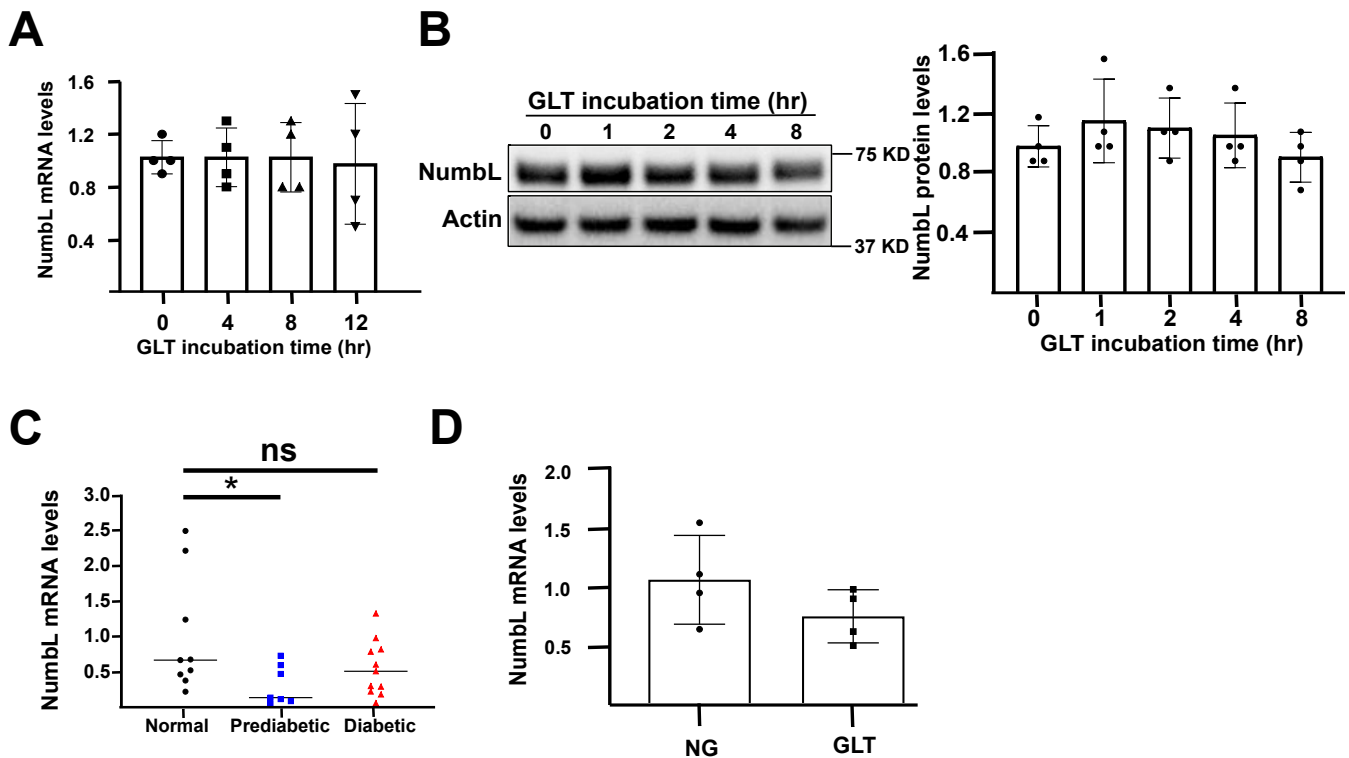 A
NumbL mRNA levels
1.6
1.2
0.8
0.4
0 4 8 12
GLT incubation time (hr)
B
GLT incubation time (hr)
0 1 2 4 8
NumbL
75 KD
Actin
37 KD
NumbL protein levels
1.6
1.2
0.8
0.4
0 1 2 4 8
GLT incubation time (hr)
C
ns
*
NumbL mRNA levels
3.0
2.5
2.0
1.5
1.0
0.5
Normal Prediabetic Diabetic
D
NumbL mRNA levels
2.0
1.5
1.0
0.5
NG GLT